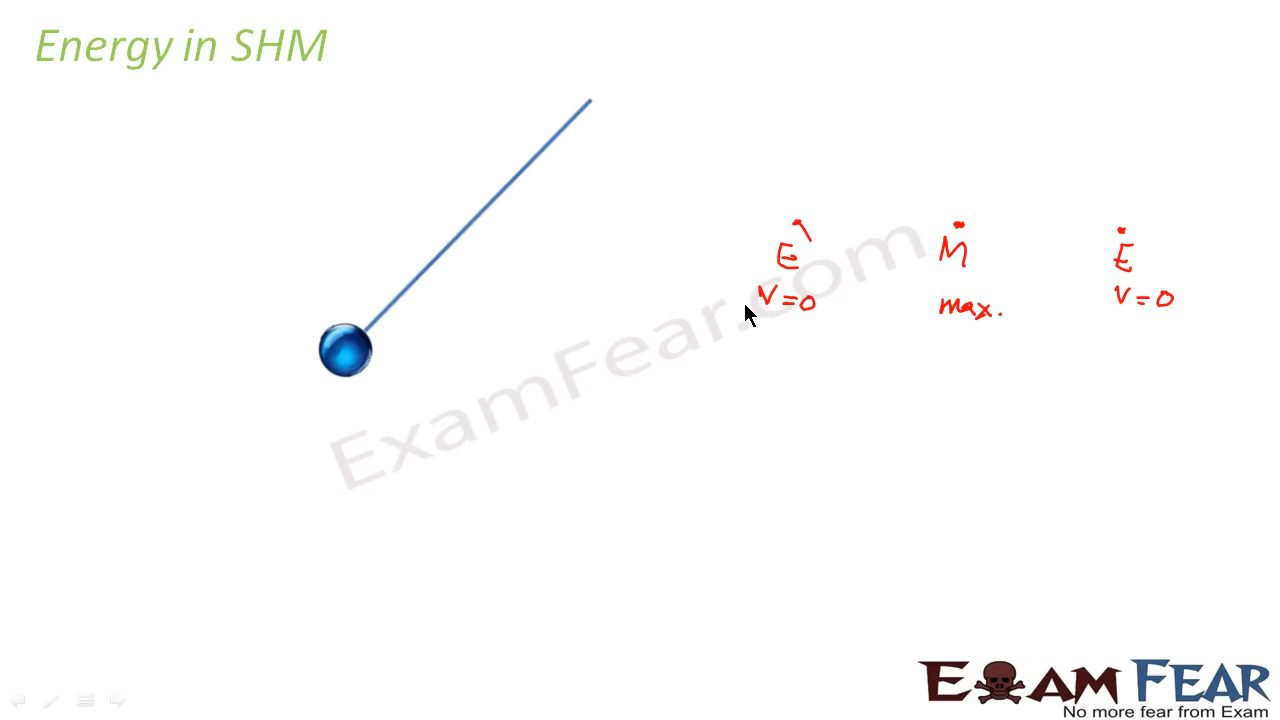 Energy in SHM
E M E
V=0 max. V=0
ExamFear.com
EXAM FEAR
No more fear from Exam